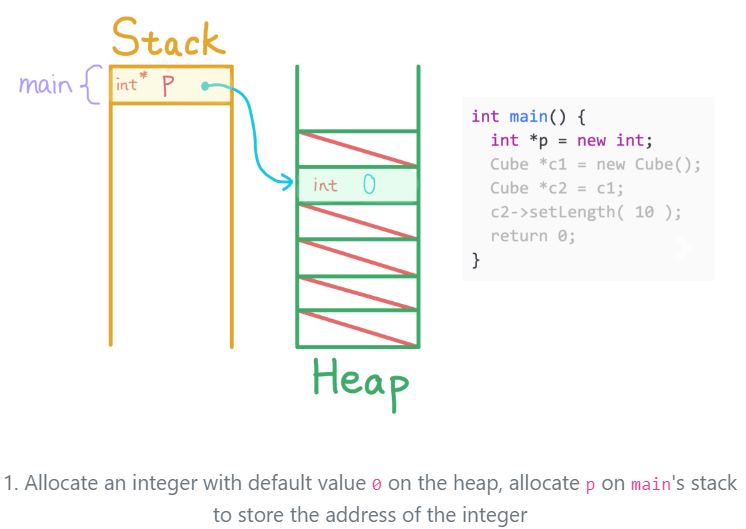 Stack
main { int* p
int 0
Heap
int main() {
int *p = new int;
Cube *c1 = new Cube();
Cube *c2 = c1;
c2->setLength( 10 );
return 0;
}
1. Allocate an integer with default value 0 on the heap, allocate p on main's stack
to store the address of the integer